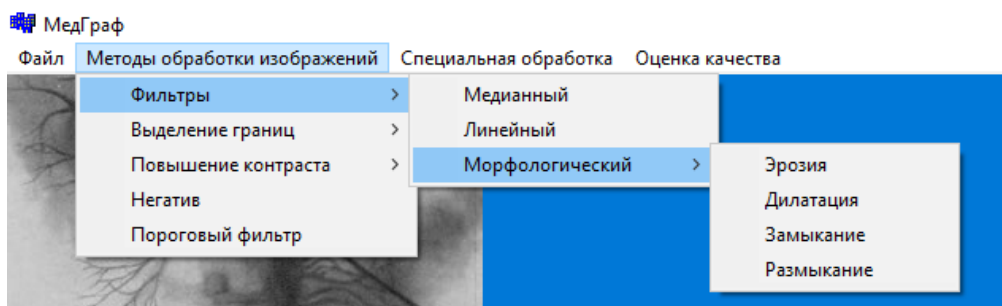 МедГраф
Файл Методы обработки изображений Специальная обработка Оценка качества
Фильтры
Выделение границ
Повышение контраста
Негатив
Пороговый фильтр
Медианный
Линейный
Морфологический
Эрозия
Дилатация
Замыкание
Размыкание